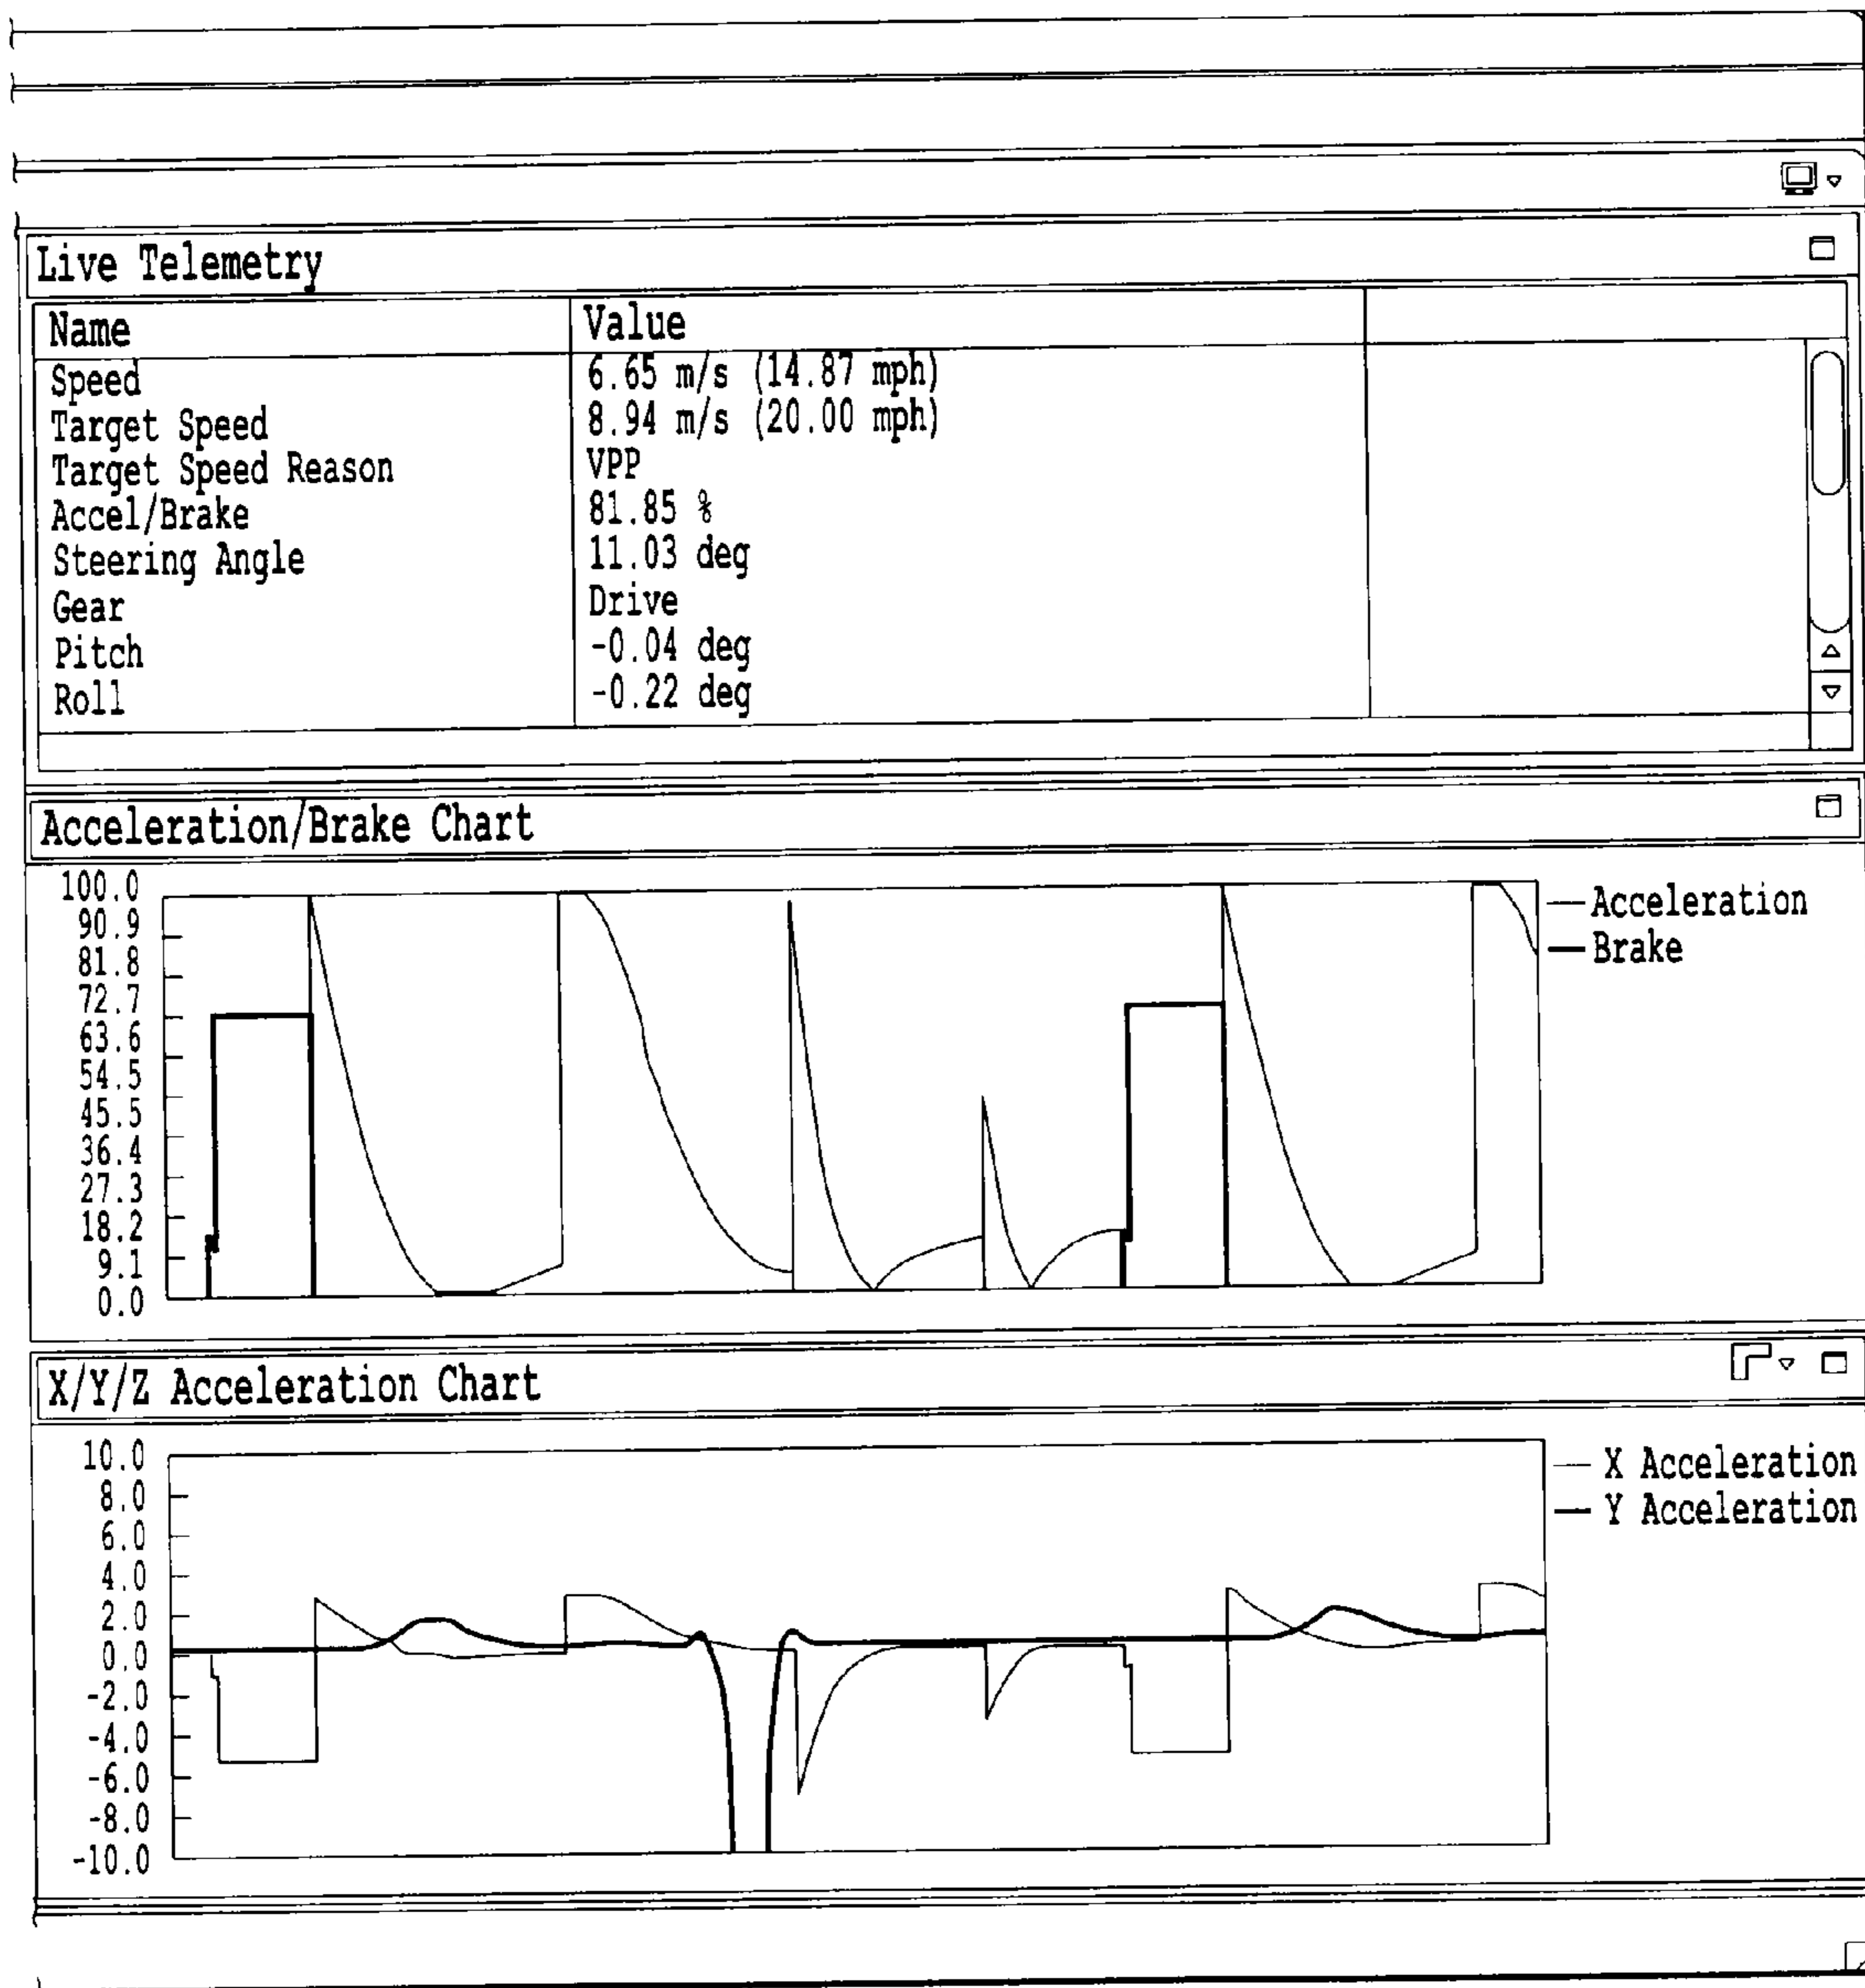 Live Telemetry
Name Value
Speed 6.65 m/s (14.87 mph)
Target Speed 8.94 m/s (20.00 mph)
Target Speed Reason VPP
Accel/Brake 81.85 %
Steering Angle 11.03 deg
Gear Drive
Pitch -0.04 deg
Roll -0.22 deg
Acceleration/Brake Chart
100.0
90.9
81.8
72.7
63.6
54.5
45.5
36.4
27.3
18.2
9.1
0.0
Acceleration
Brake
X/Y/Z Acceleration Chart
10.0
8.0
6.0
4.0
2.0
0.0
-2.0
-4.0
-6.0
-8.0
-10.0
X Acceleration
Y Acceleration